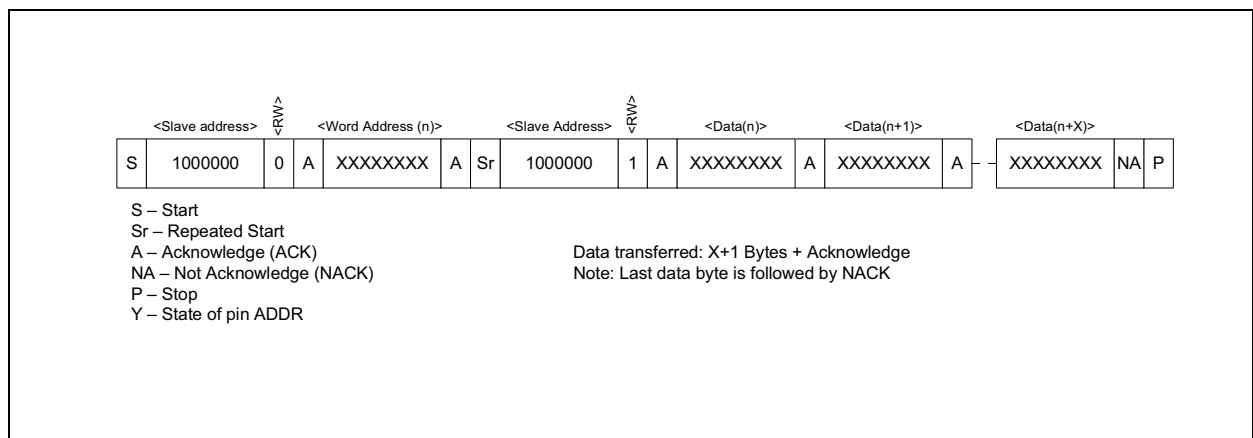 <Slave address> <RW> <Word Address (n)> <Slave Address> <RW> <Data(n)> <Data(n+1)> <Data(n+X)>
S 1000000 0 A XXXXXXXX A Sr 1000000 1 A XXXXXXXX A XXXXXXXX A XXXXXXXX NA P
S – Start
Sr – Repeated Start
A – Acknowledge (ACK)
NA – Not Acknowledge (NACK)
P – Stop
Y – State of pin ADDR
Data transferred: X+1 Bytes + Acknowledge
Note: Last data byte is followed by NACK